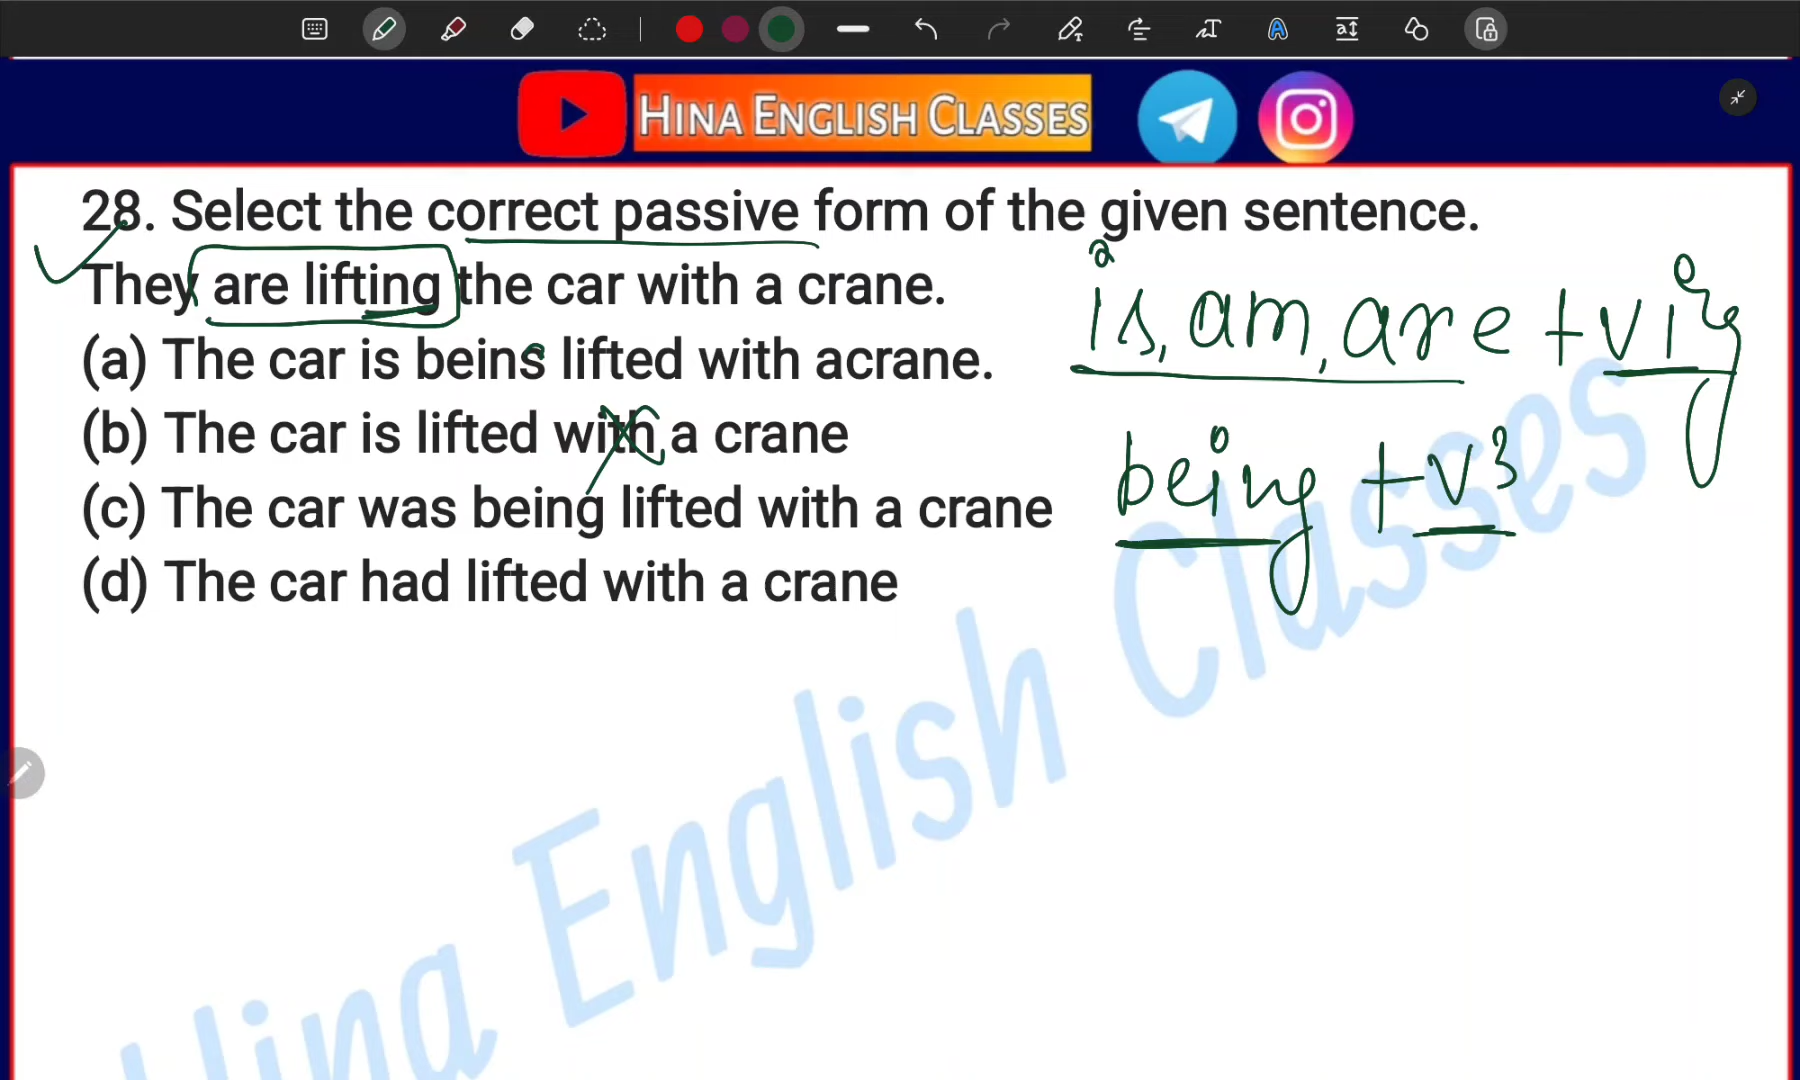 HINA ENGLISH CLASSES
28. Select the correct passive form of the given sentence.
They are lifting the car with a crane.
(a) The car is beins lifted with acrane.
(b) The car is lifted with a crane
(c) The car was being lifted with a crane
(d) The car had lifted with a crane
is, am, are + v1 ing
being + v3
Hina English Classes